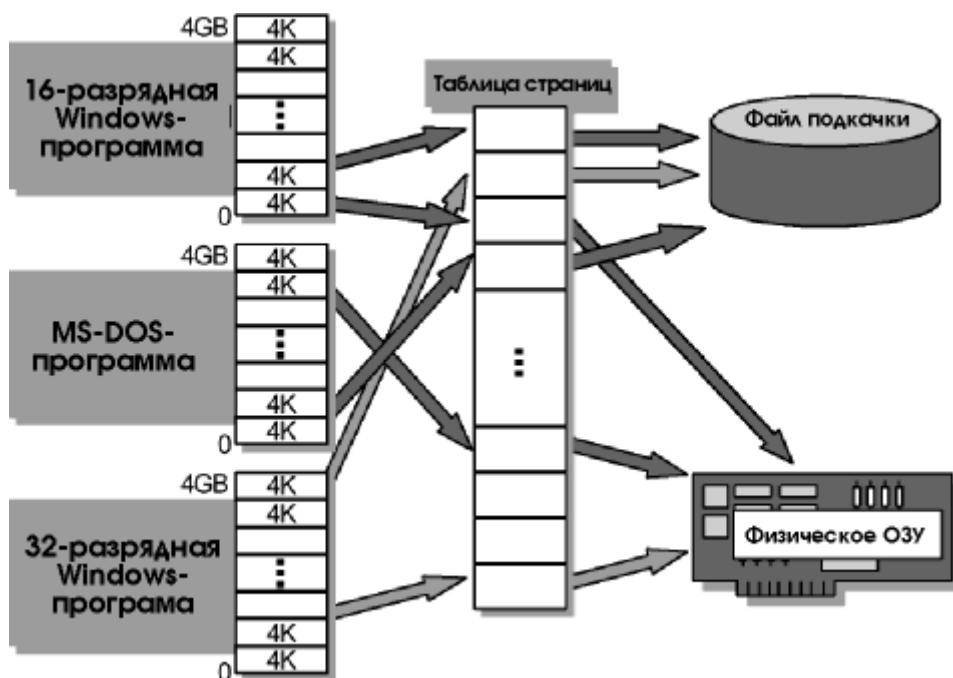 4GB
4K
4K
16-разрядная
Windows-
программа
4K
4K
0
Таблица страниц
Файл подкачки
4GB
4K
4K
MS-DOS-
программа
4K
4K
0
4GB
4K
4K
32-разрядная
Windows-
програма
4K
4K
0
Физическое ОЗУ